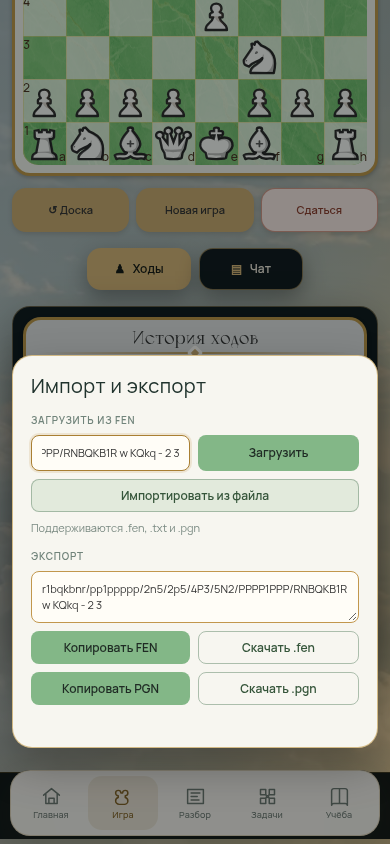 4
3
2
1
a b c d e f g h
↺ Доска Новая игра Сдаться
Ходы Чат
История ходов
Импорт и экспорт
ЗАГРУЗИТЬ ИЗ FEN
PPP/RNBQKB1R w KQkq - 2 3 Загрузить
Импортировать из файла
Поддерживаются .fen, .txt и .pgn
ЭКСПОРТ
r1bqkbnr/pp1ppppp/2n5/2p5/4P3/5N2/PPPP1PPP/RNBQKB1R
w KQkq - 2 3
Копировать FEN Скачать .fen
Копировать PGN Скачать .pgn
Главная Игра Разбор Задачи Учёба